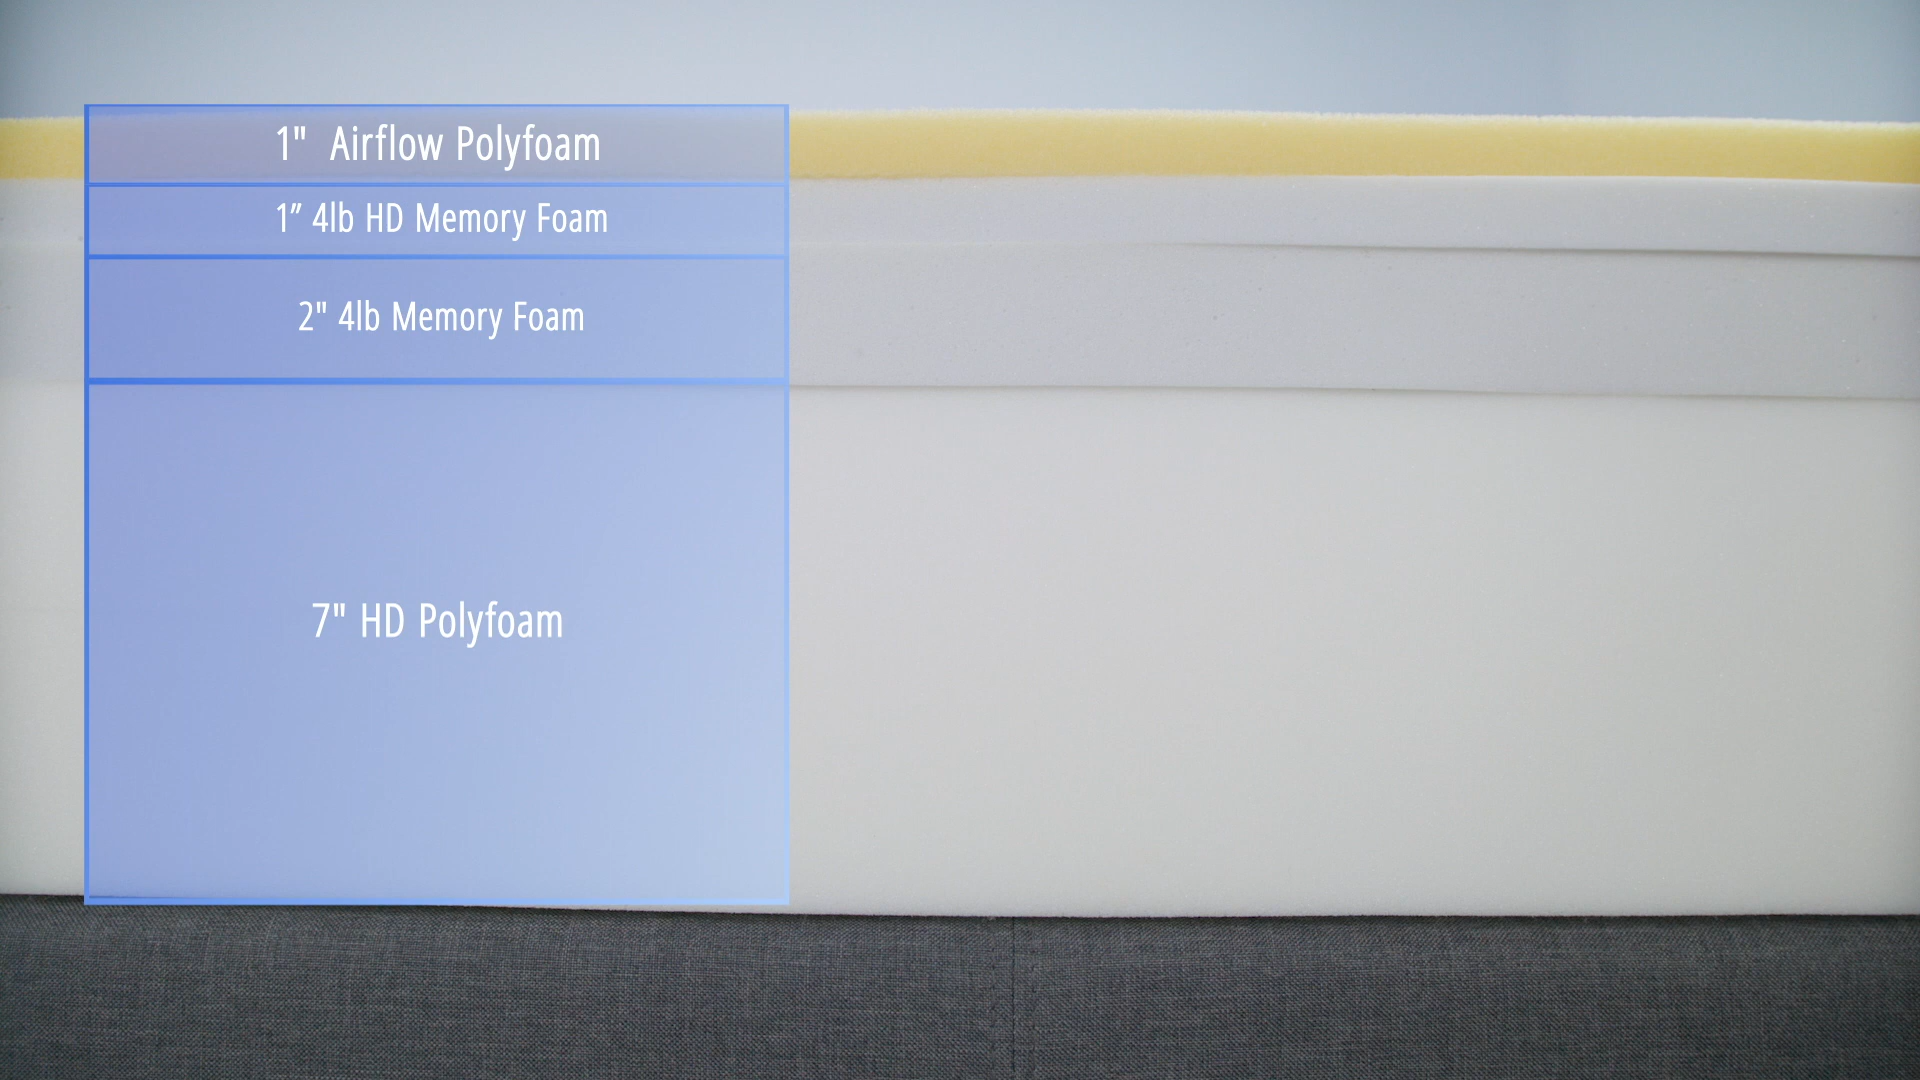 1"  Airflow Polyfoam
1” 4lb HD Memory Foam
2" 4lb Memory Foam
7" HD Polyfoam